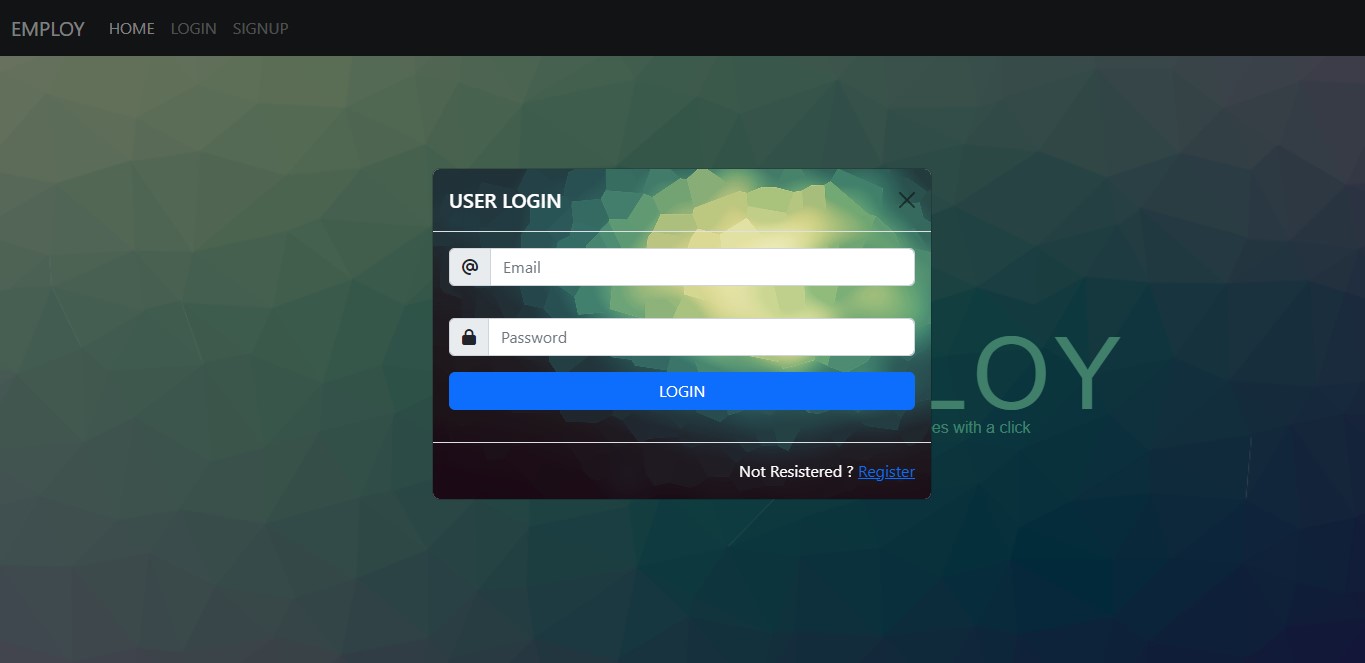 EMPLOY HOME LOGIN SIGNUP
USER LOGIN
@ Email
Password
LOGIN
LOY
es with a click
Not Resistered ? Register